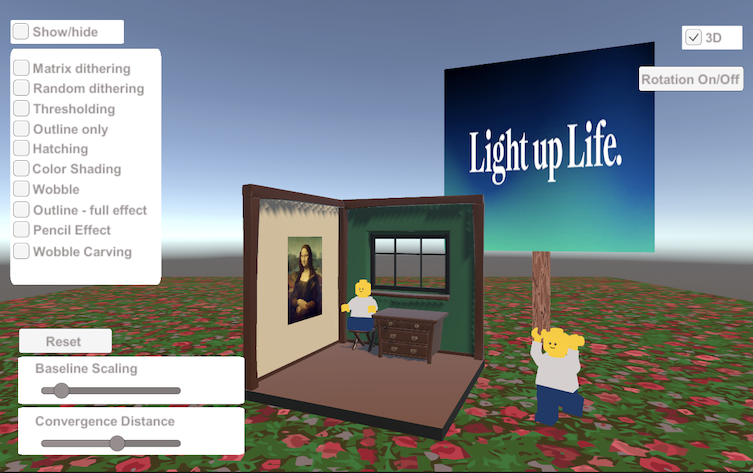 Show/hide
3D
Rotation On/Off
Matrix dithering
Random dithering
Thresholding
Outline only
Hatching
Color Shading
Wobble
Outline - full effect
Pencil Effect
Wobble Carving
Light up Life.
Reset
Baseline Scaling
Convergence Distance